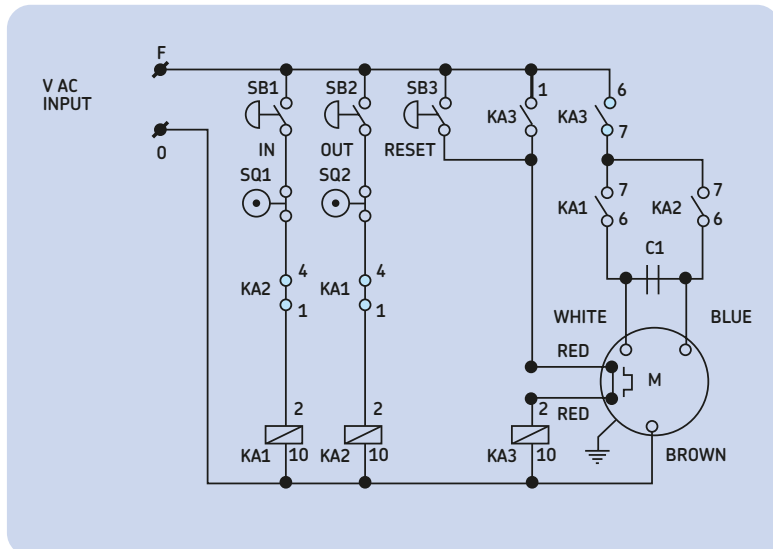 F
V AC
INPUT
0
SB1
SB2
SB3
1
6
KA3
KA3
7
IN
OUT
RESET
SQ1
SQ2
7
7
KA1
KA2
6
6
C1
4
4
KA2
KA1
1
1
WHITE
BLUE
RED
M
2
2
RED
2
KA1
10
KA2
10
KA3
10
BROWN